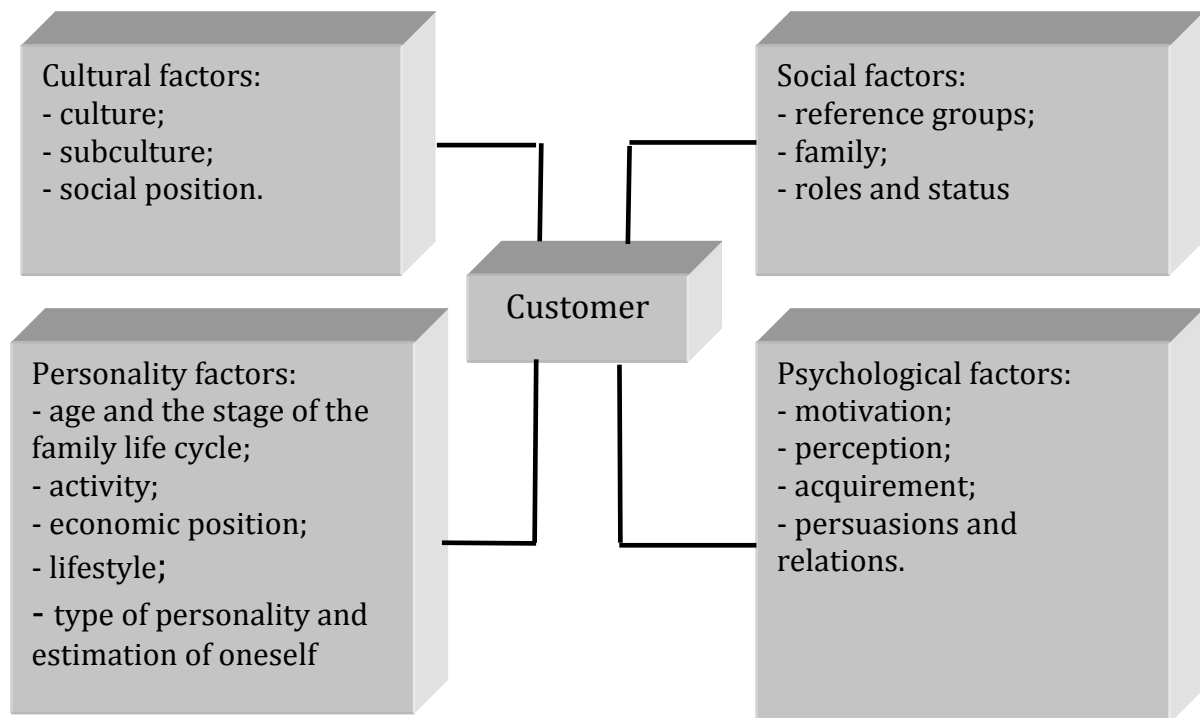 Cultural factors:
- culture;
- subculture;
- social position.
Social factors:
- reference groups;
- family;
- roles and status
Customer
Personality factors:
- age and the stage of the
family life cycle;
- activity;
- economic position;
- lifestyle;
- type of personality and
estimation of oneself
Psychological factors:
- motivation;
- perception;
- acquirement;
- persuasions and
relations.